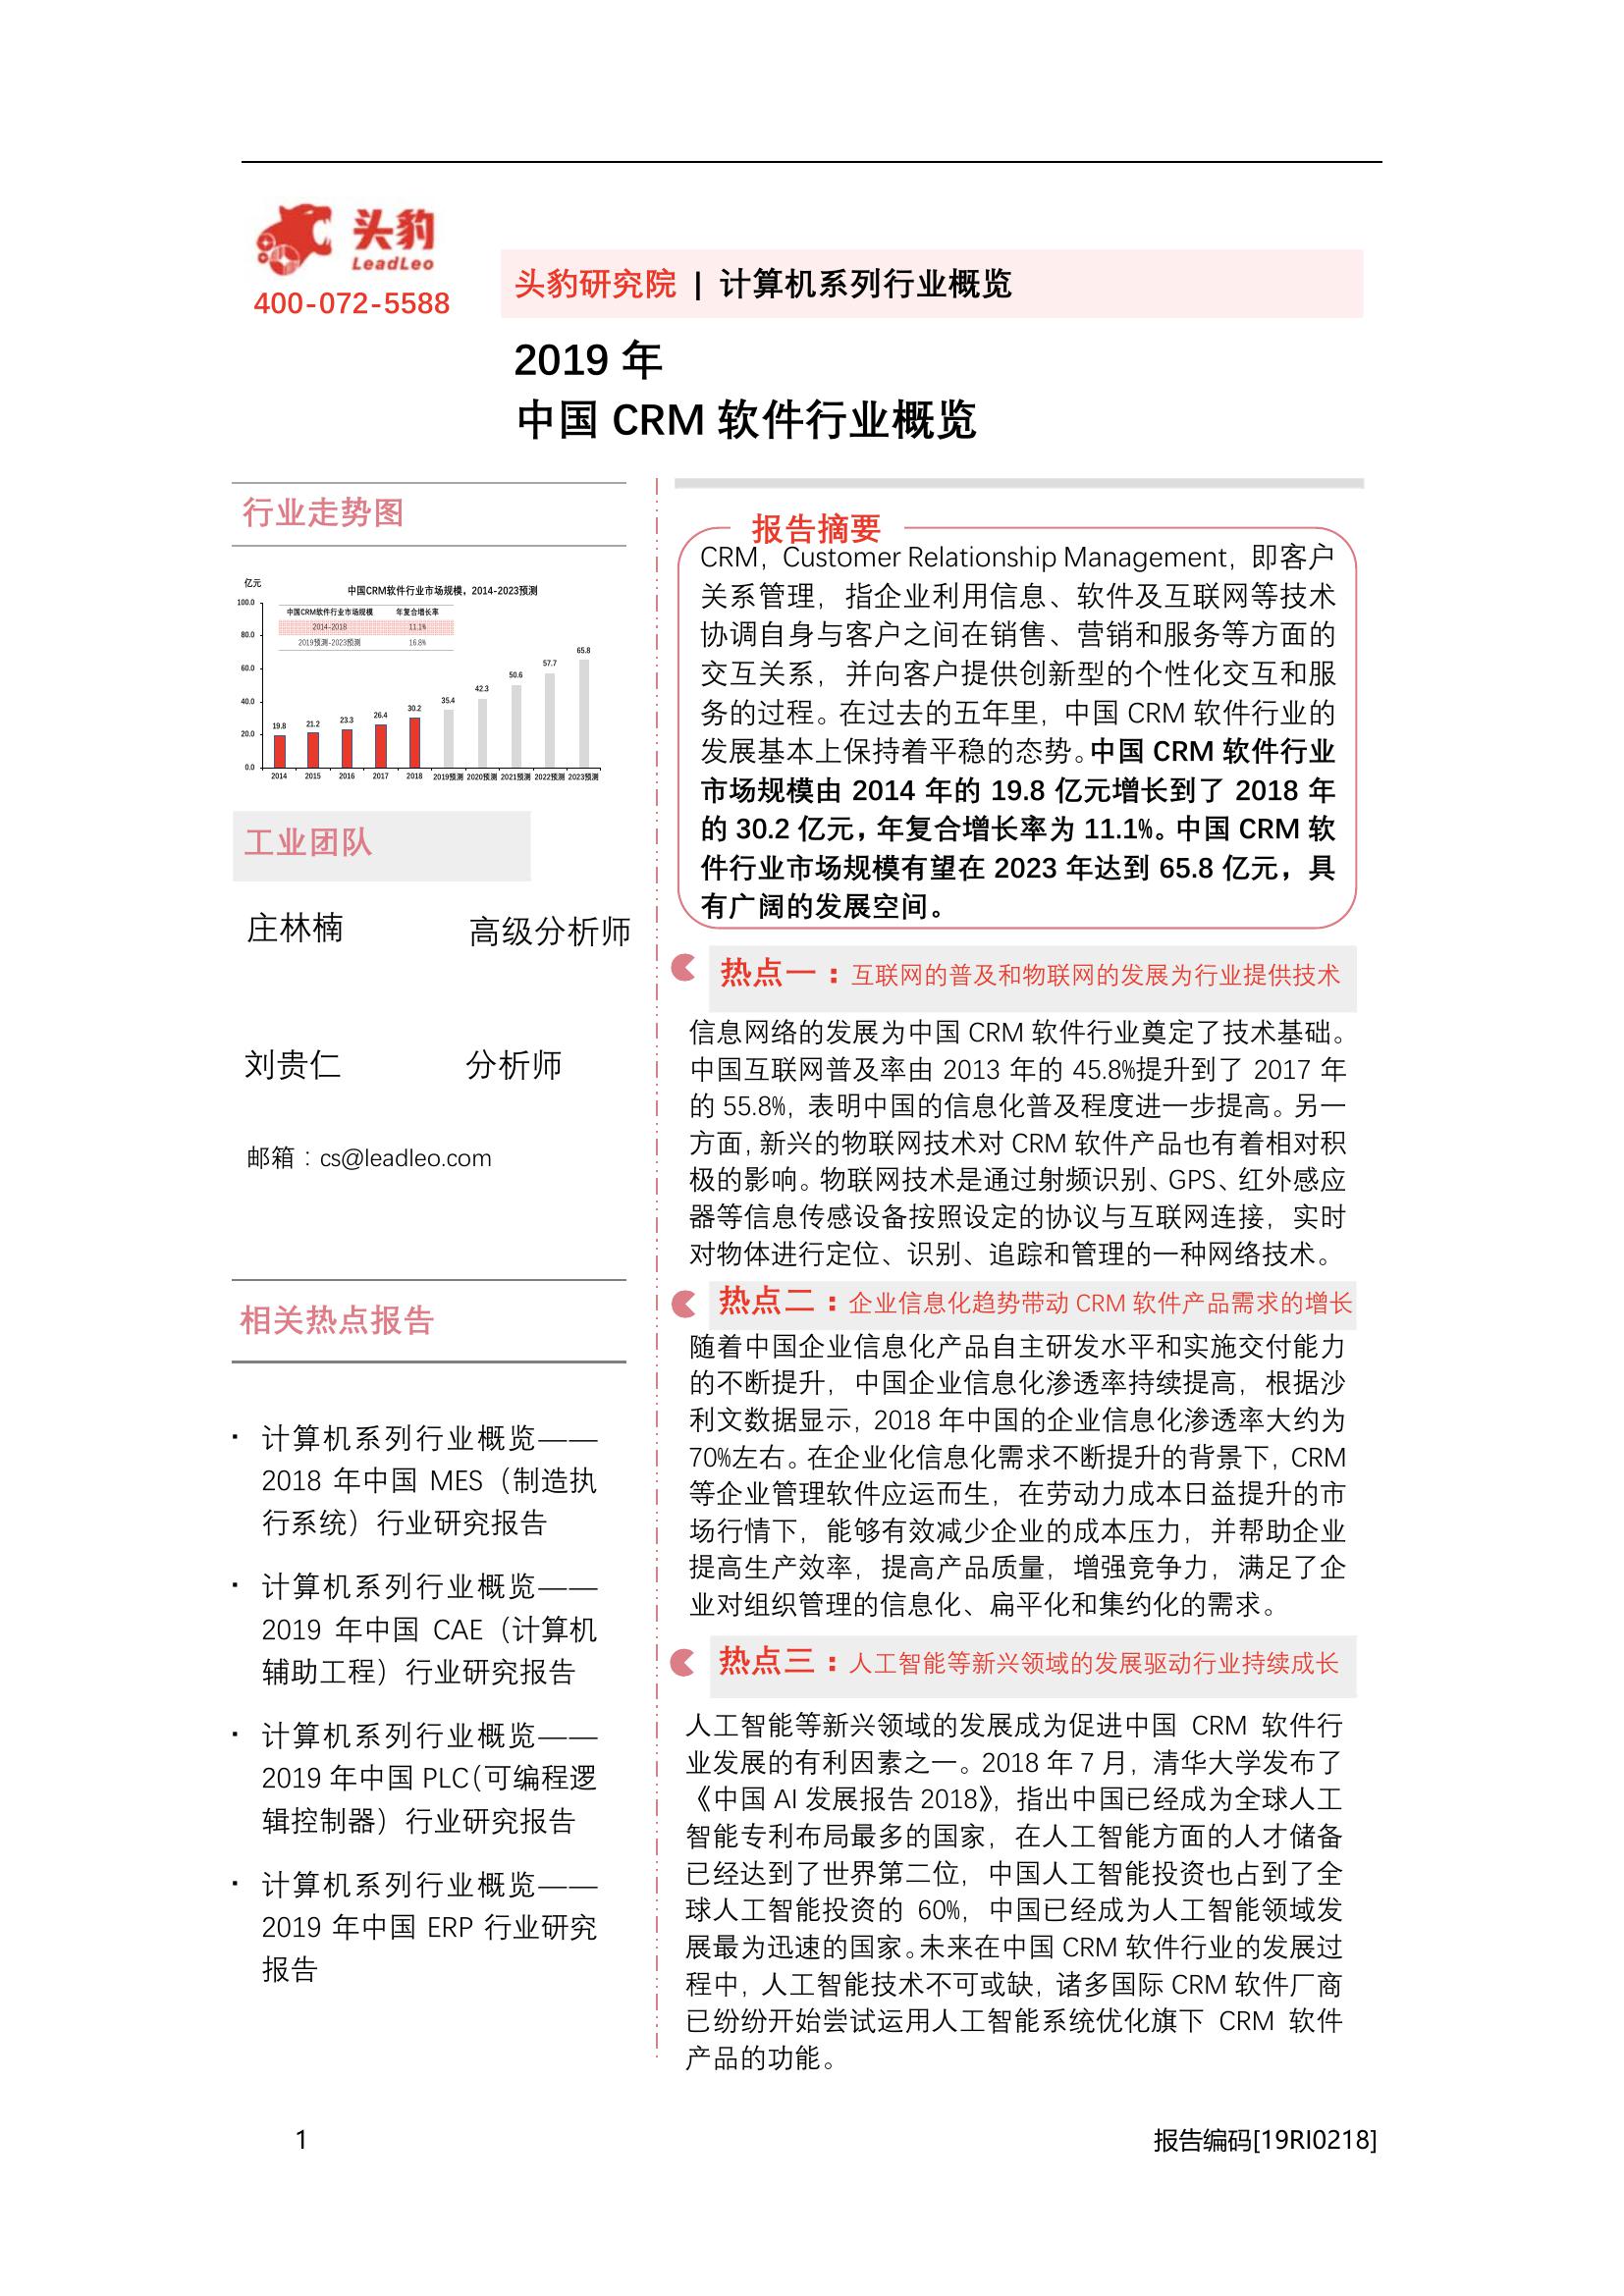 头豹
LeadLeo
400-072-5588
头豹研究院 | 计算机系列行业概览
2019 年
中国 CRM 软件行业概览
行业走势图
亿元
中国CRM软件行业市场规模，2014-2023预测
中国CRM软件行业市场规模 年复合增长率
2014-2018 11.1%
2019预测-2023预测 16.8%
100.0
80.0
60.0
40.0
20.0
0.0
19.8 21.2 23.3 26.4 30.2 35.4 42.3 50.6 57.7 65.8
2014 2015 2016 2017 2018 2019预测 2020预测 2021预测 2022预测 2023预测
工业团队
庄林楠 高级分析师
刘贵仁 分析师
邮箱：cs@leadleo.com
相关热点报告
· 计算机系列行业概览——
2018 年中国 MES（制造执
行系统）行业研究报告
· 计算机系列行业概览——
2019 年中国 CAE（计算机
辅助工程）行业研究报告
· 计算机系列行业概览——
2019 年中国 PLC（可编程逻
辑控制器）行业研究报告
· 计算机系列行业概览——
2019 年中国 ERP 行业研究
报告
报告摘要
CRM，Customer Relationship Management，即客户
关系管理，指企业利用信息、软件及互联网等技术
协调自身与客户之间在销售、营销和服务等方面的
交互关系，并向客户提供创新型的个性化交互和服
务的过程。在过去的五年里，中国 CRM 软件行业的
发展基本上保持着平稳的态势。中国 CRM 软件行业
市场规模由 2014 年的 19.8 亿元增长到了 2018 年
的 30.2 亿元，年复合增长率为 11.1%。中国 CRM 软
件行业市场规模有望在 2023 年达到 65.8 亿元，具
有广阔的发展空间。
热点一：互联网的普及和物联网的发展为行业提供技术
信息网络的发展为中国 CRM 软件行业奠定了技术基础。
中国互联网普及率由 2013 年的 45.8%提升到了 2017 年
的 55.8%，表明中国的信息化普及程度进一步提高。另一
方面，新兴的物联网技术对 CRM 软件产品也有着相对积
极的影响。物联网技术是通过射频识别、GPS、红外感应
器等信息传感设备按照设定的协议与互联网连接，实时
对物体进行定位、识别、追踪和管理的一种网络技术。
热点二：企业信息化趋势带动 CRM 软件产品需求的增长
随着中国企业信息化产品自主研发水平和实施交付能力
的不断提升，中国企业信息化渗透率持续提高，根据沙
利文数据显示，2018 年中国的企业信息化渗透率大约为
70%左右。在企业化信息化需求不断提升的背景下，CRM
等企业管理软件应运而生，在劳动力成本日益提升的市
场行情下，能够有效减少企业的成本压力，并帮助企业
提高生产效率，提高产品质量，增强竞争力，满足了企
业对组织管理的信息化、扁平化和集约化的需求。
热点三：人工智能等新兴领域的发展驱动行业持续成长
人工智能等新兴领域的发展成为促进中国 CRM 软件行
业发展的有利因素之一。2018 年 7 月，清华大学发布了
《中国 AI 发展报告 2018》，指出中国已经成为全球人工
智能专利布局最多的国家，在人工智能方面的人才储备
已经达到了世界第二位，中国人工智能投资也占到了全
球人工智能投资的 60%，中国已经成为人工智能领域发
展最为迅速的国家。未来在中国 CRM 软件行业的发展过
程中，人工智能技术不可或缺，诸多国际 CRM 软件厂商
已纷纷开始尝试运用人工智能系统优化旗下 CRM 软件
产品的功能。
1 报告编码[19RI0218]